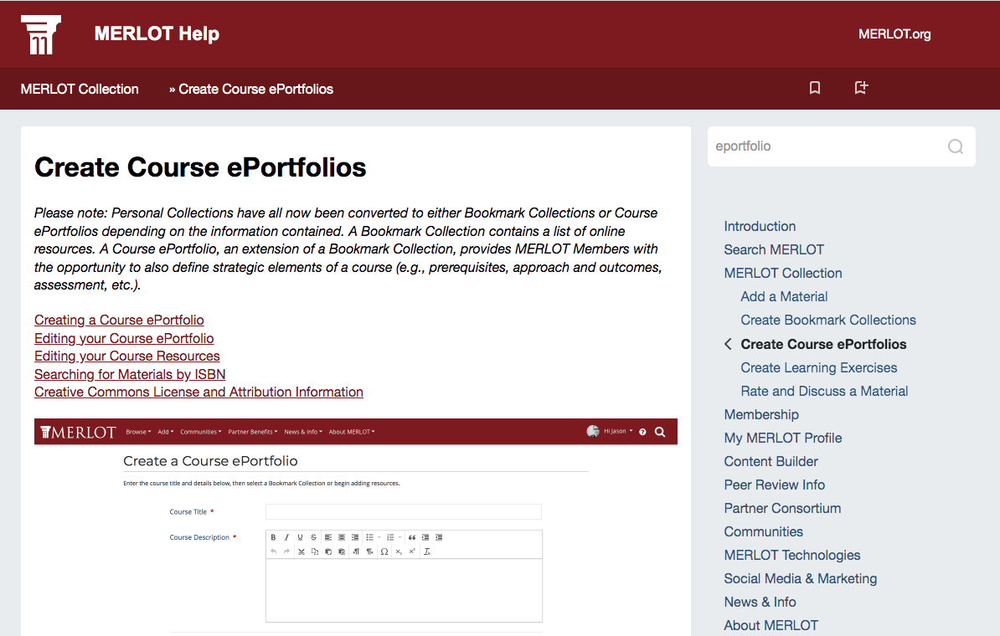 MERLOT Help
MERLOT.org
MERLOT Collection » Create Course ePortfolios
Create Course ePortfolios
Please note: Personal Collections have all now been converted to either Bookmark Collections or Course
ePortfolios depending on the information contained. A Bookmark Collection contains a list of online
resources. A Course ePortfolio, an extension of a Bookmark Collection, provides MERLOT Members with
the opportunity to also define strategic elements of a course (e.g., prerequisites, approach and outcomes,
assessment, etc.).
Creating a Course ePortfolio
Editing your Course ePortfolio
Editing your Course Resources
Searching for Materials by ISBN
Creative Commons License and Attribution Information
MERLOT Browse Add Communities Partner Benefits News & Info About MERLOT Hi Jason
Create a Course ePortfolio
Enter the course title and details below, then select a Bookmark Collection or begin adding resources.
Course Title *
Course Description *
eportfolio
Introduction
Search MERLOT
MERLOT Collection
Add a Material
Create Bookmark Collections
Create Course ePortfolios
Create Learning Exercises
Rate and Discuss a Material
Membership
My MERLOT Profile
Content Builder
Peer Review Info
Partner Consortium
Communities
MERLOT Technologies
Social Media & Marketing
News & Info
About MERLOT